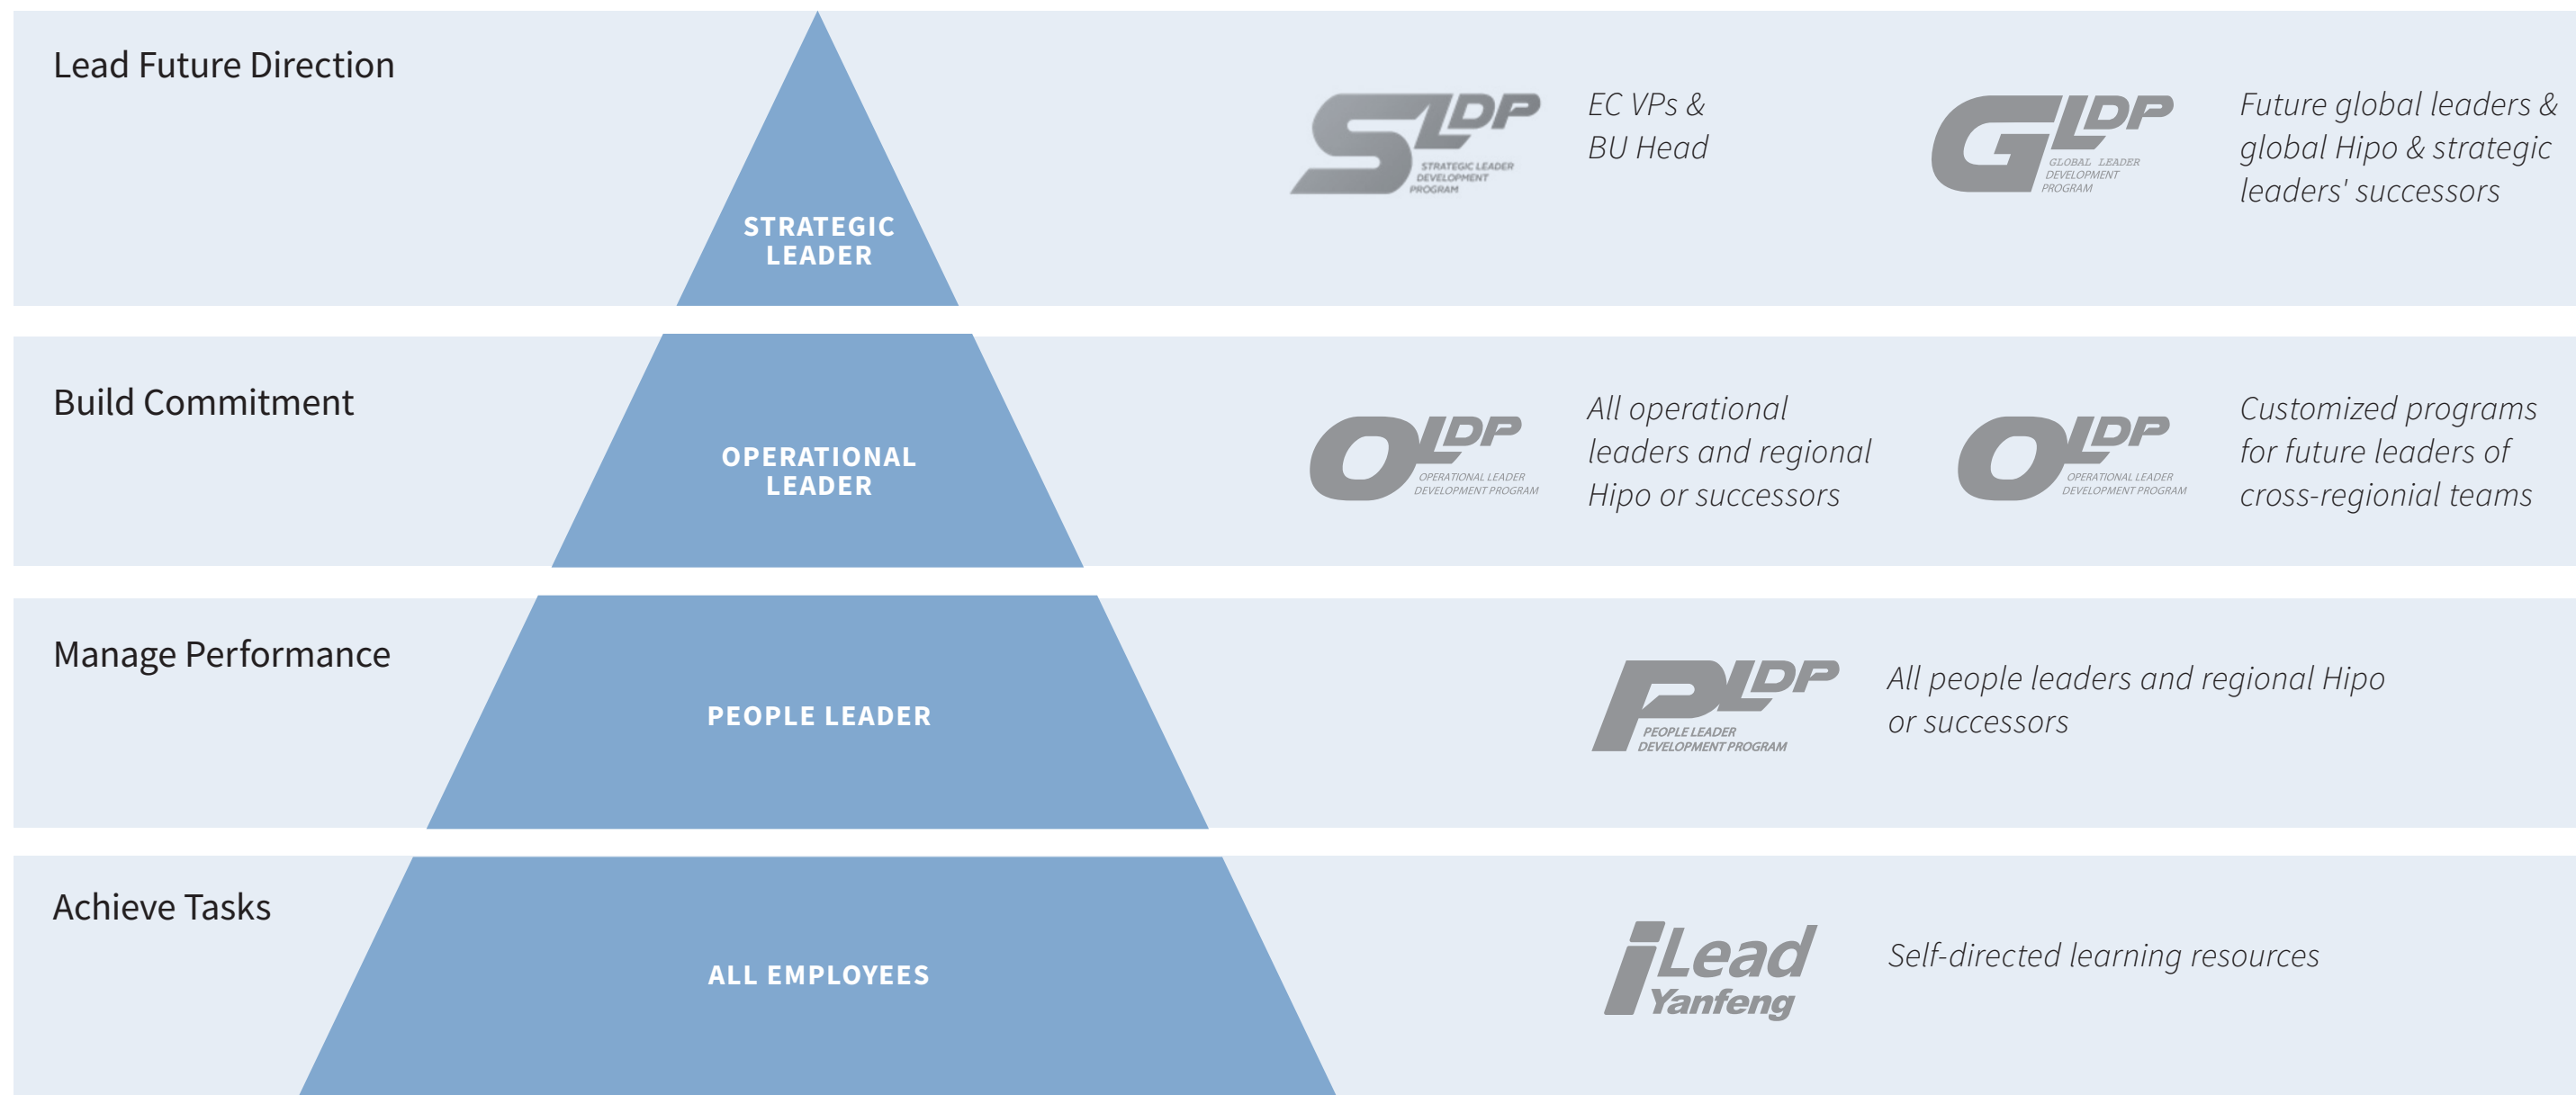 Lead Future Direction
STRATEGIC
LEADER
SLDP
STRATEGIC LEADER
DEVELOPMENT
PROGRAM
EC VPs &
BU Head
GLDP
GLOBAL LEADER
DEVELOPMENT
PROGRAM
Future global leaders &
global Hipo & strategic
leaders' successors
Build Commitment
OPERATIONAL
LEADER
OLDP
OPERATIONAL LEADER
DEVELOPMENT PROGRAM
All operational
leaders and regional
Hipo or successors
OLDP
OPERATIONAL LEADER
DEVELOPMENT PROGRAM
Customized programs
for future leaders of
cross-regionial teams
Manage Performance
PEOPLE LEADER
PLDP
PEOPLE LEADER
DEVELOPMENT PROGRAM
All people leaders and regional Hipo
or successors
Achieve Tasks
ALL EMPLOYEES
iLead
Yanfeng
Self-directed learning resources